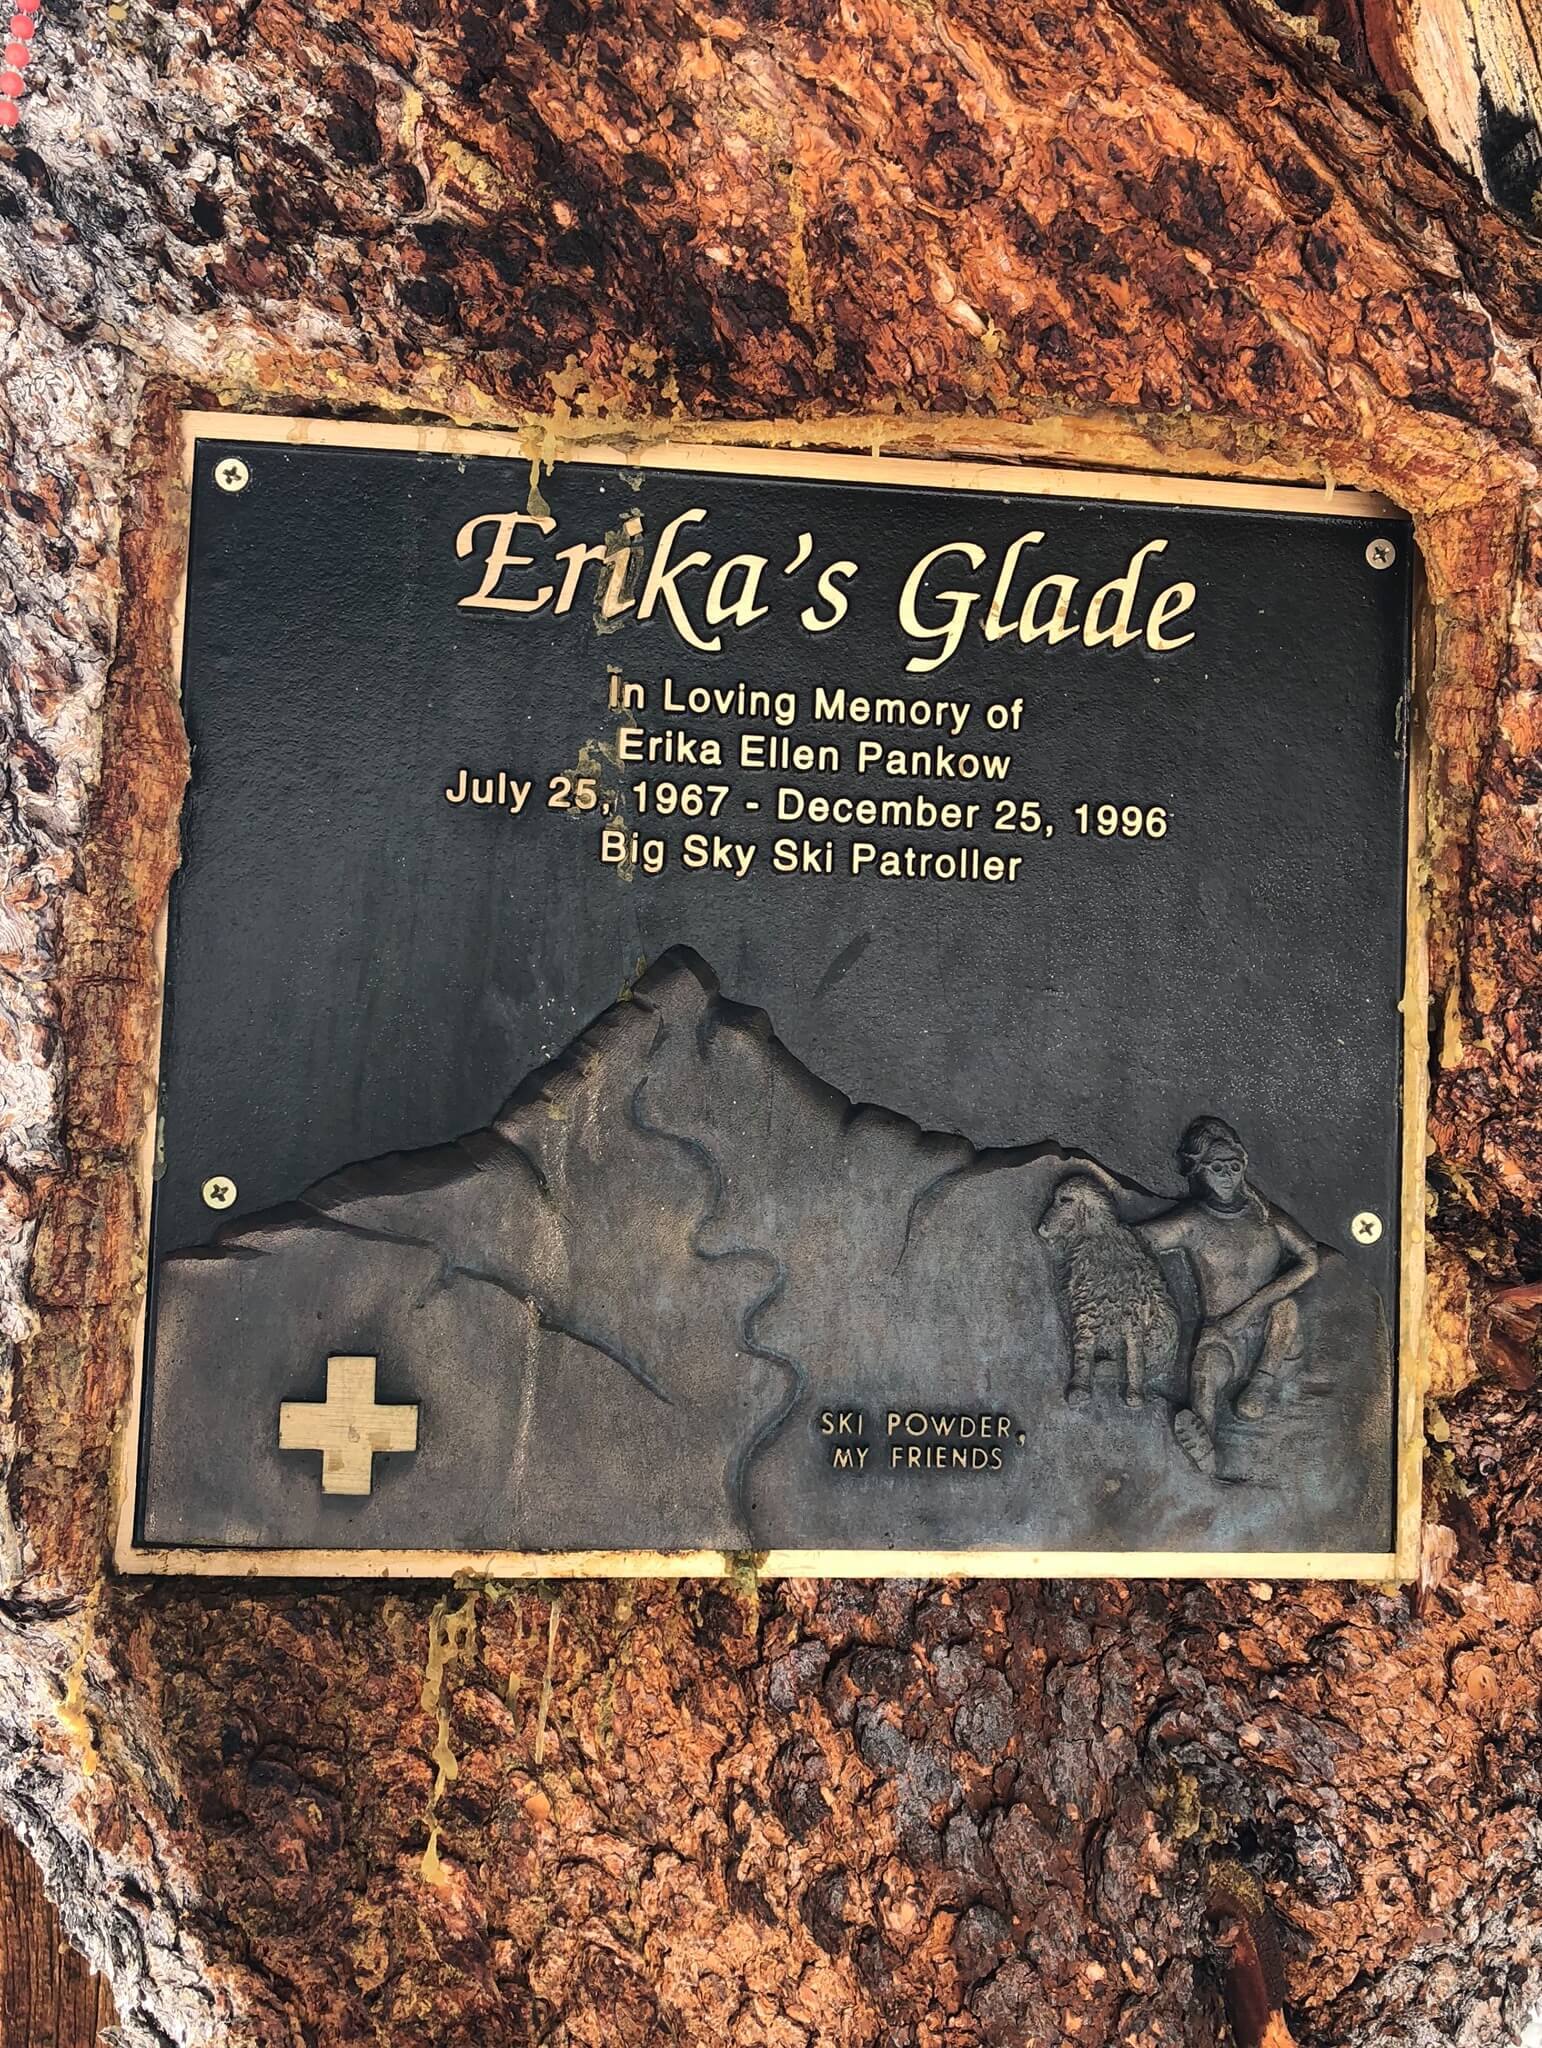 Erika's Glade
In Loving Memory of
Erika Ellen Pankow
July 25, 1967 - December 25, 1996
Big Sky Ski Patroller
SKI POWDER,
MY FRIENDS